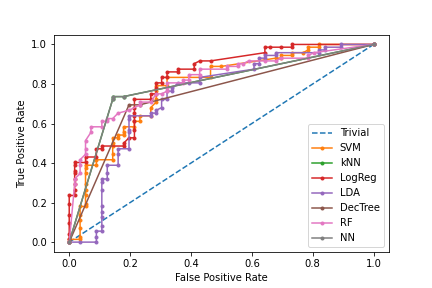 1.0
0.8
0.6
0.4
0.2
0.0
True Positive Rate
0.0 0.2 0.4 0.6 0.8 1.0
False Positive Rate
Trivial
SVM
kNN
LogReg
LDA
DecTree
RF
NN